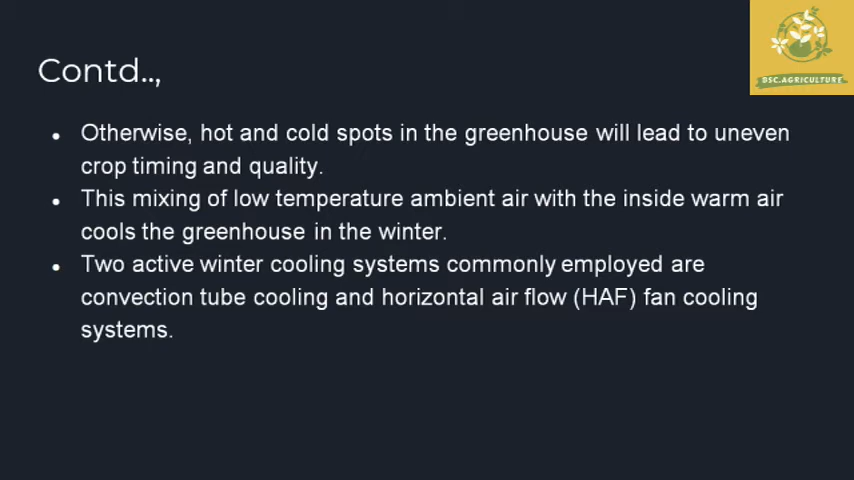 BSC.AGRICULTURE
Contd..,
• Otherwise, hot and cold spots in the greenhouse will lead to uneven
crop timing and quality.
• This mixing of low temperature ambient air with the inside warm air
cools the greenhouse in the winter.
• Two active winter cooling systems commonly employed are
convection tube cooling and horizontal air flow (HAF) fan cooling
systems.